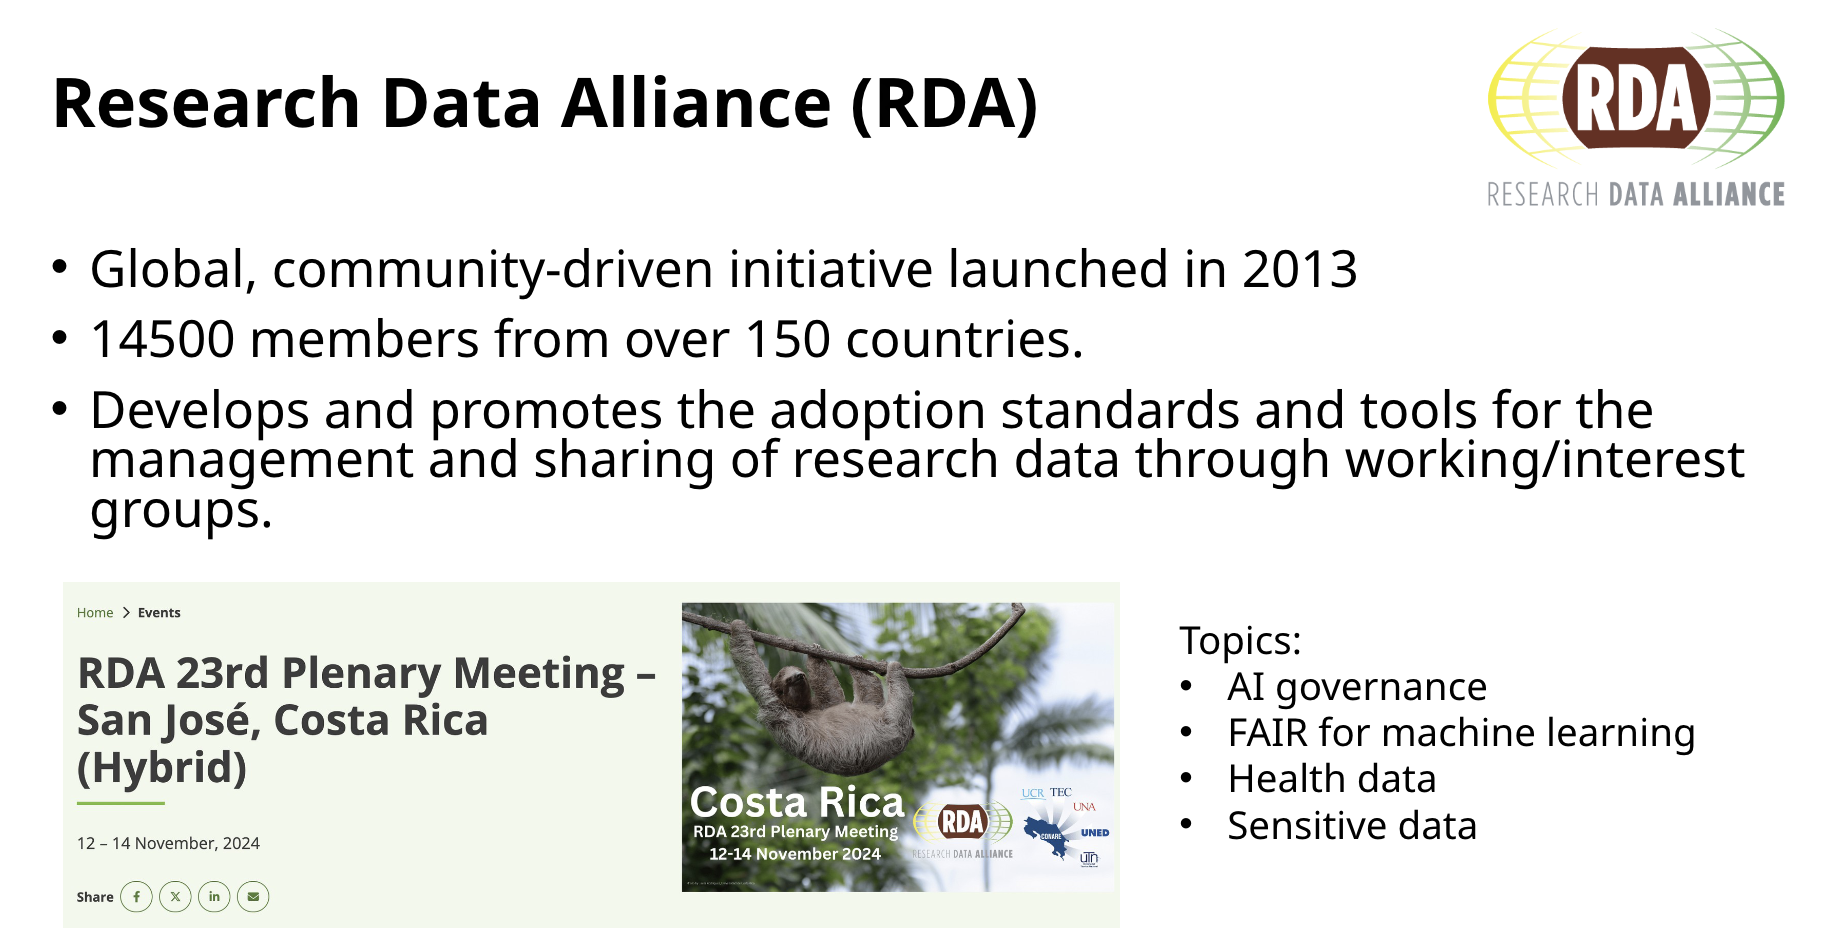 Research Data Alliance (RDA)
RDA
RESEARCH DATA ALLIANCE
• Global, community-driven initiative launched in 2013
• 14500 members from over 150 countries.
• Develops and promotes the adoption standards and tools for the
management and sharing of research data through working/interest
groups.
Home > Events
RDA 23rd Plenary Meeting –
San José, Costa Rica
(Hybrid)
12 – 14 November, 2024
Share
Costa Rica
RDA 23rd Plenary Meeting
12-14 November 2024
RDA
RESEARCH DATA ALLIANCE
UCR TEC
UNA
CONARE
UNED
UTN
Topics:
• AI governance
• FAIR for machine learning
• Health data
• Sensitive data